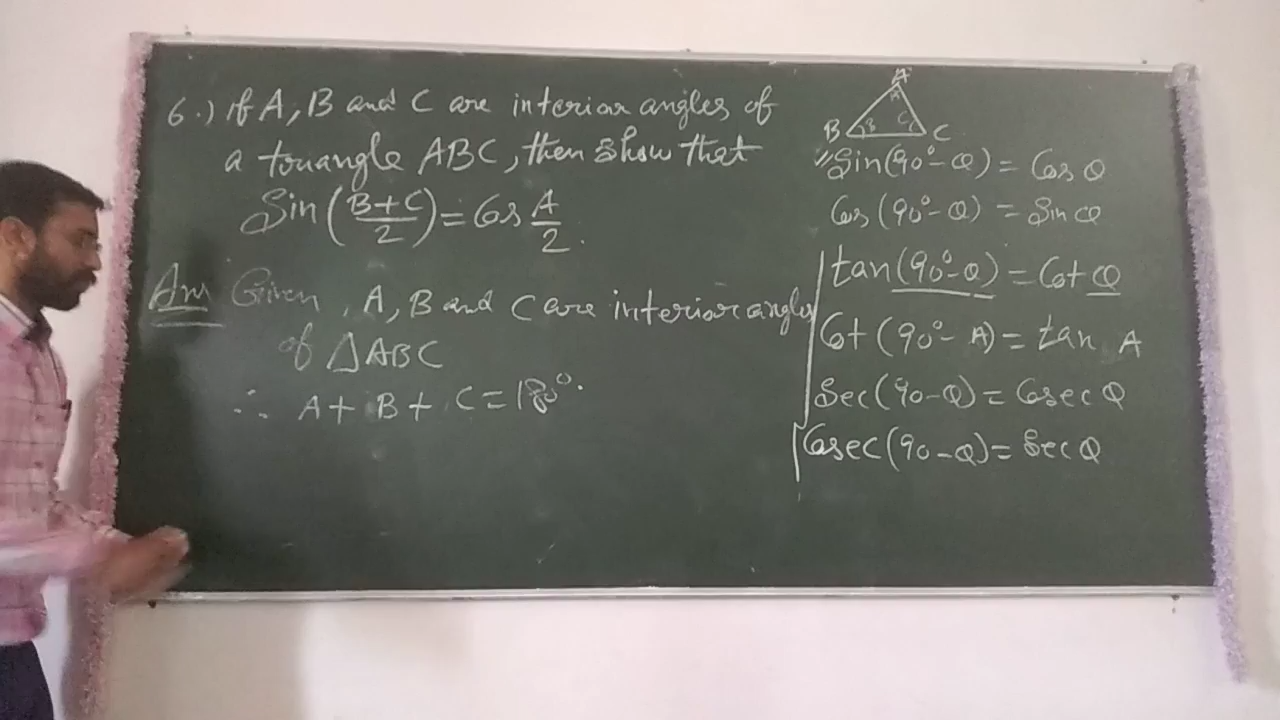 6.) If A, B and C are interior angles of
a triangle ABC, then show that
Sin(B+C/2) = Cos A/2.
Ans Given, A, B and C are interior angles
of △ABC
∴ A + B + C = 180°.
A
A
B B C C
Sin(90°-θ) = Cos θ
Cos(90°-θ) = Sin θ
tan(90°-θ) = Cot θ
Cot(90°-A) = tan A
Sec(90-θ) = Cosec θ
Cosec(90-θ) = Sec θ